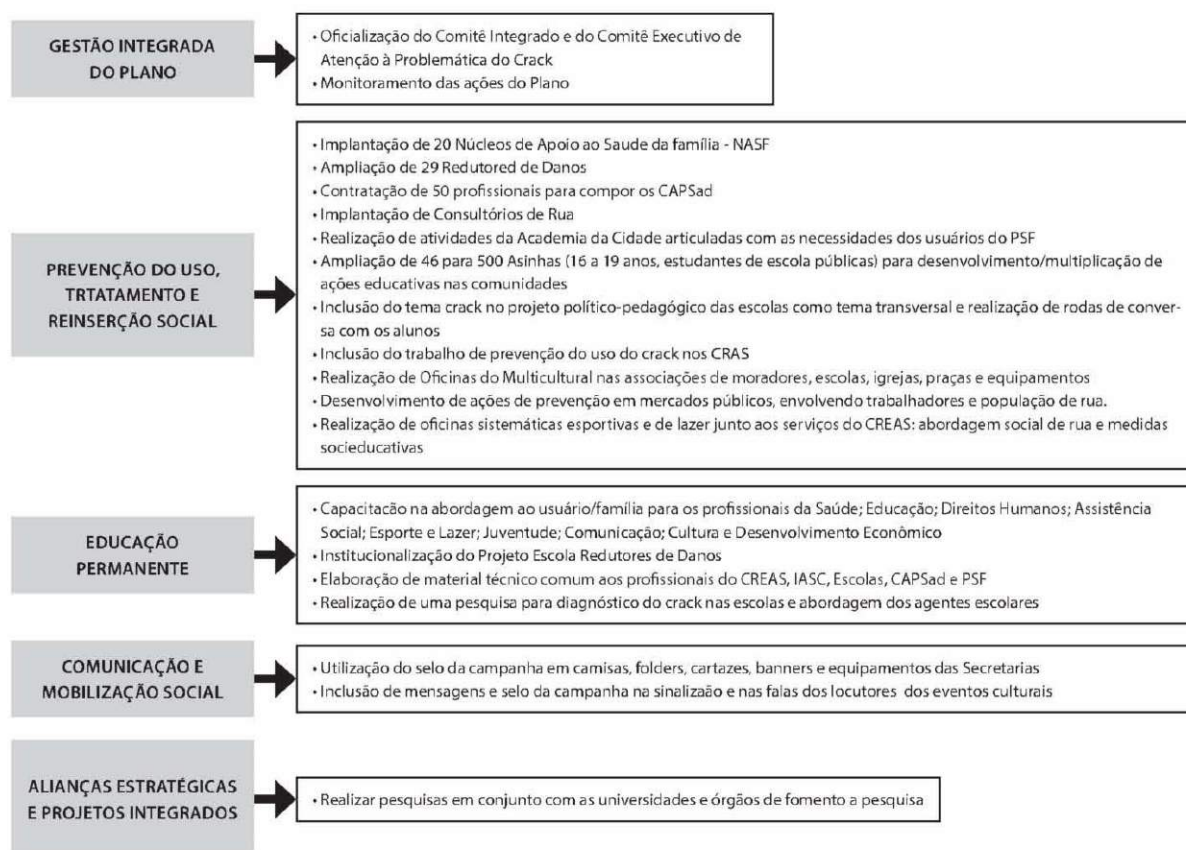 GESTÃO INTEGRADA
DO PLANO
• Oficialização do Comitê Integrado e do Comitê Executivo de
Atenção à Problemática do Crack
• Monitoramento das ações do Plano
PREVENÇÃO DO USO,
TRTATAMENTO E
REINSERÇÃO SOCIAL
• Implantação de 20 Núcleos de Apoio ao Saude da família - NASF
• Ampliação de 29 Redutored de Danos
• Contratação de 50 profissionais para compor os CAPSad
• Implantação de Consultórios de Rua
• Realização de atividades da Academia da Cidade articuladas com as necessidades dos usuários do PSF
• Ampliação de 46 para 500 Asinhas (16 a 19 anos, estudantes de escola públicas) para desenvolvimento/multiplicação de
ações educativas nas comunidades
• Inclusão do tema crack no projeto político-pedagógico das escolas como tema transversal e realização de rodas de conver-
sa com os alunos
• Inclusão do trabalho de prevenção do uso do crack nos CRAS
• Realização de Oficinas do Multicultural nas associações de moradores, escolas, igrejas, praças e equipamentos
• Desenvolvimento de ações de prevenção em mercados públicos, envolvendo trabalhadores e população de rua.
• Realização de oficinas sistemáticas esportivas e de lazer junto aos serviços do CREAS: abordagem social de rua e medidas
socieducativas
EDUCAÇÃO
PERMANENTE
• Capacitacão na abordagem ao usuário/família para os profissionais da Saúde; Educação; Direitos Humanos; Assistência
Social; Esporte e Lazer; Juventude; Comunicação; Cultura e Desenvolvimento Econômico
• Institucionalização do Projeto Escola Redutores de Danos
• Elaboração de material técnico comum aos profissionais do CREAS, IASC, Escolas, CAPSad e PSF
• Realização de uma pesquisa para diagnóstico do crack nas escolas e abordagem dos agentes escolares
COMUNICAÇÃO E
MOBILIZAÇÃO SOCIAL
• Utilização do selo da campanha em camisas, folders, cartazes, banners e equipamentos das Secretarias
• Inclusão de mensagens e selo da campanha na sinalizaão e nas falas dos locutores dos eventos culturais
ALIANÇAS ESTRATÉGICAS
E PROJETOS INTEGRADOS
• Realizar pesquisas em conjunto com as universidades e órgãos de fomento a pesquisa